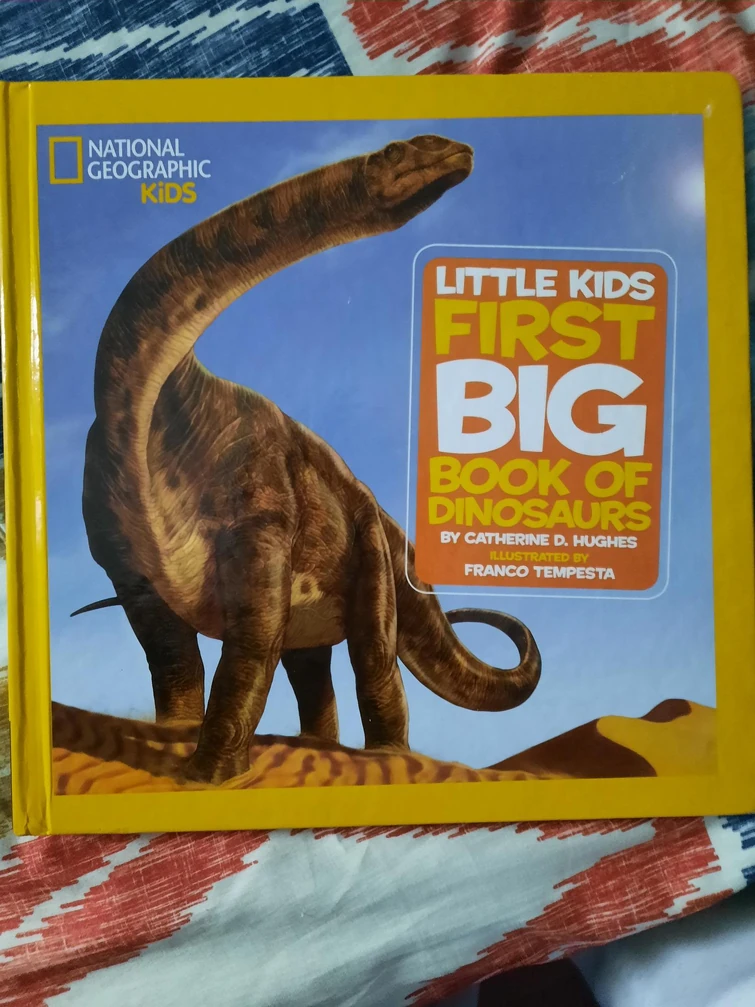 NATIONAL
GEOGRAPHIC
KiDS
LITTLE KIDS
FIRST
BIG
BOOK OF
DINOSAURS
BY CATHERINE D. HUGHES
ILLUSTRATED BY
FRANCO TEMPESTA